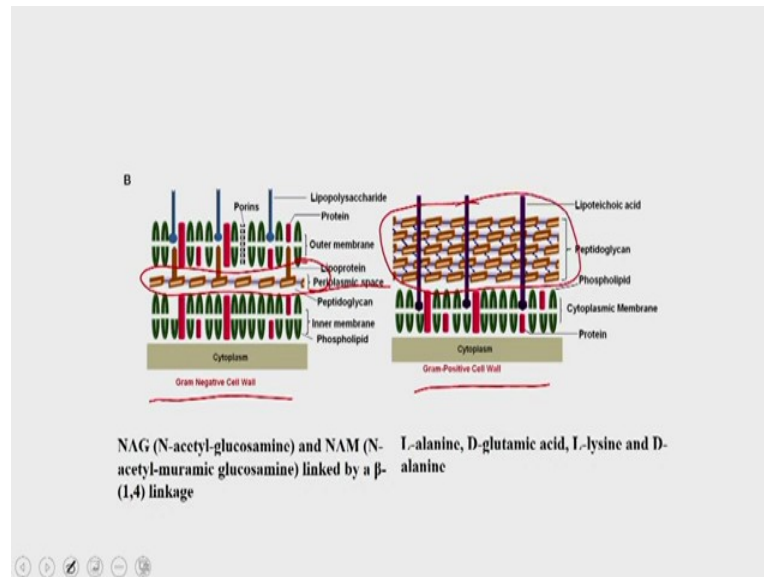 B
Lipopolysaccharide
Porins
Protein
Outer membrane
Lipoprotein
Periplasmic space
Peptidoglycan
Inner membrane
Phospholipid
Cytoplasm
Gram Negative Cell Wall
Lipoteichoic acid
Peptidoglycan
Phospholipid
Cytoplasmic Membrane
Protein
Cytoplasm
Gram-Positive Cell Wall
NAG (N-acetyl-glucosamine) and NAM (N-
acetyl-muramic glucosamine) linked by a β-
(1,4) linkage
L-alanine, D-glutamic acid, L-lysine and D-
alanine